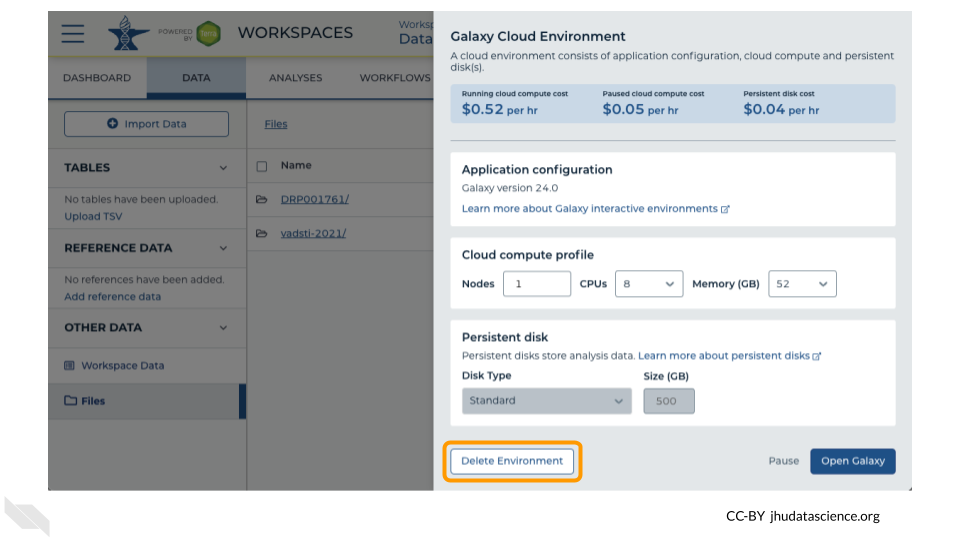 POWERED
BY
Terra
WORKSPACES
Worksp
Data
DASHBOARD
DATA
ANALYSES
WORKFLOWS
Import Data
TABLES
No tables have been uploaded.
Upload TSV
REFERENCE DATA
No references have been added.
Add reference data
OTHER DATA
Workspace Data
Files
Files
Name
DRP001761/
vadsti-2021/
Galaxy Cloud Environment
A cloud environment consists of application configuration, cloud compute and persistent
disk(s).
Running cloud compute cost
$0.52 per hr
Paused cloud compute cost
$0.05 per hr
Persistent disk cost
$0.04 per hr
Application configuration
Galaxy version 24.0
Learn more about Galaxy interactive environments
Cloud compute profile
Nodes 1 CPUs 8 Memory (GB) 52
Persistent disk
Persistent disks store analysis data. Learn more about persistent disks
Disk Type
Standard
Size (GB)
500
Delete Environment
Pause
Open Galaxy
CC-BY jhudatascience.org